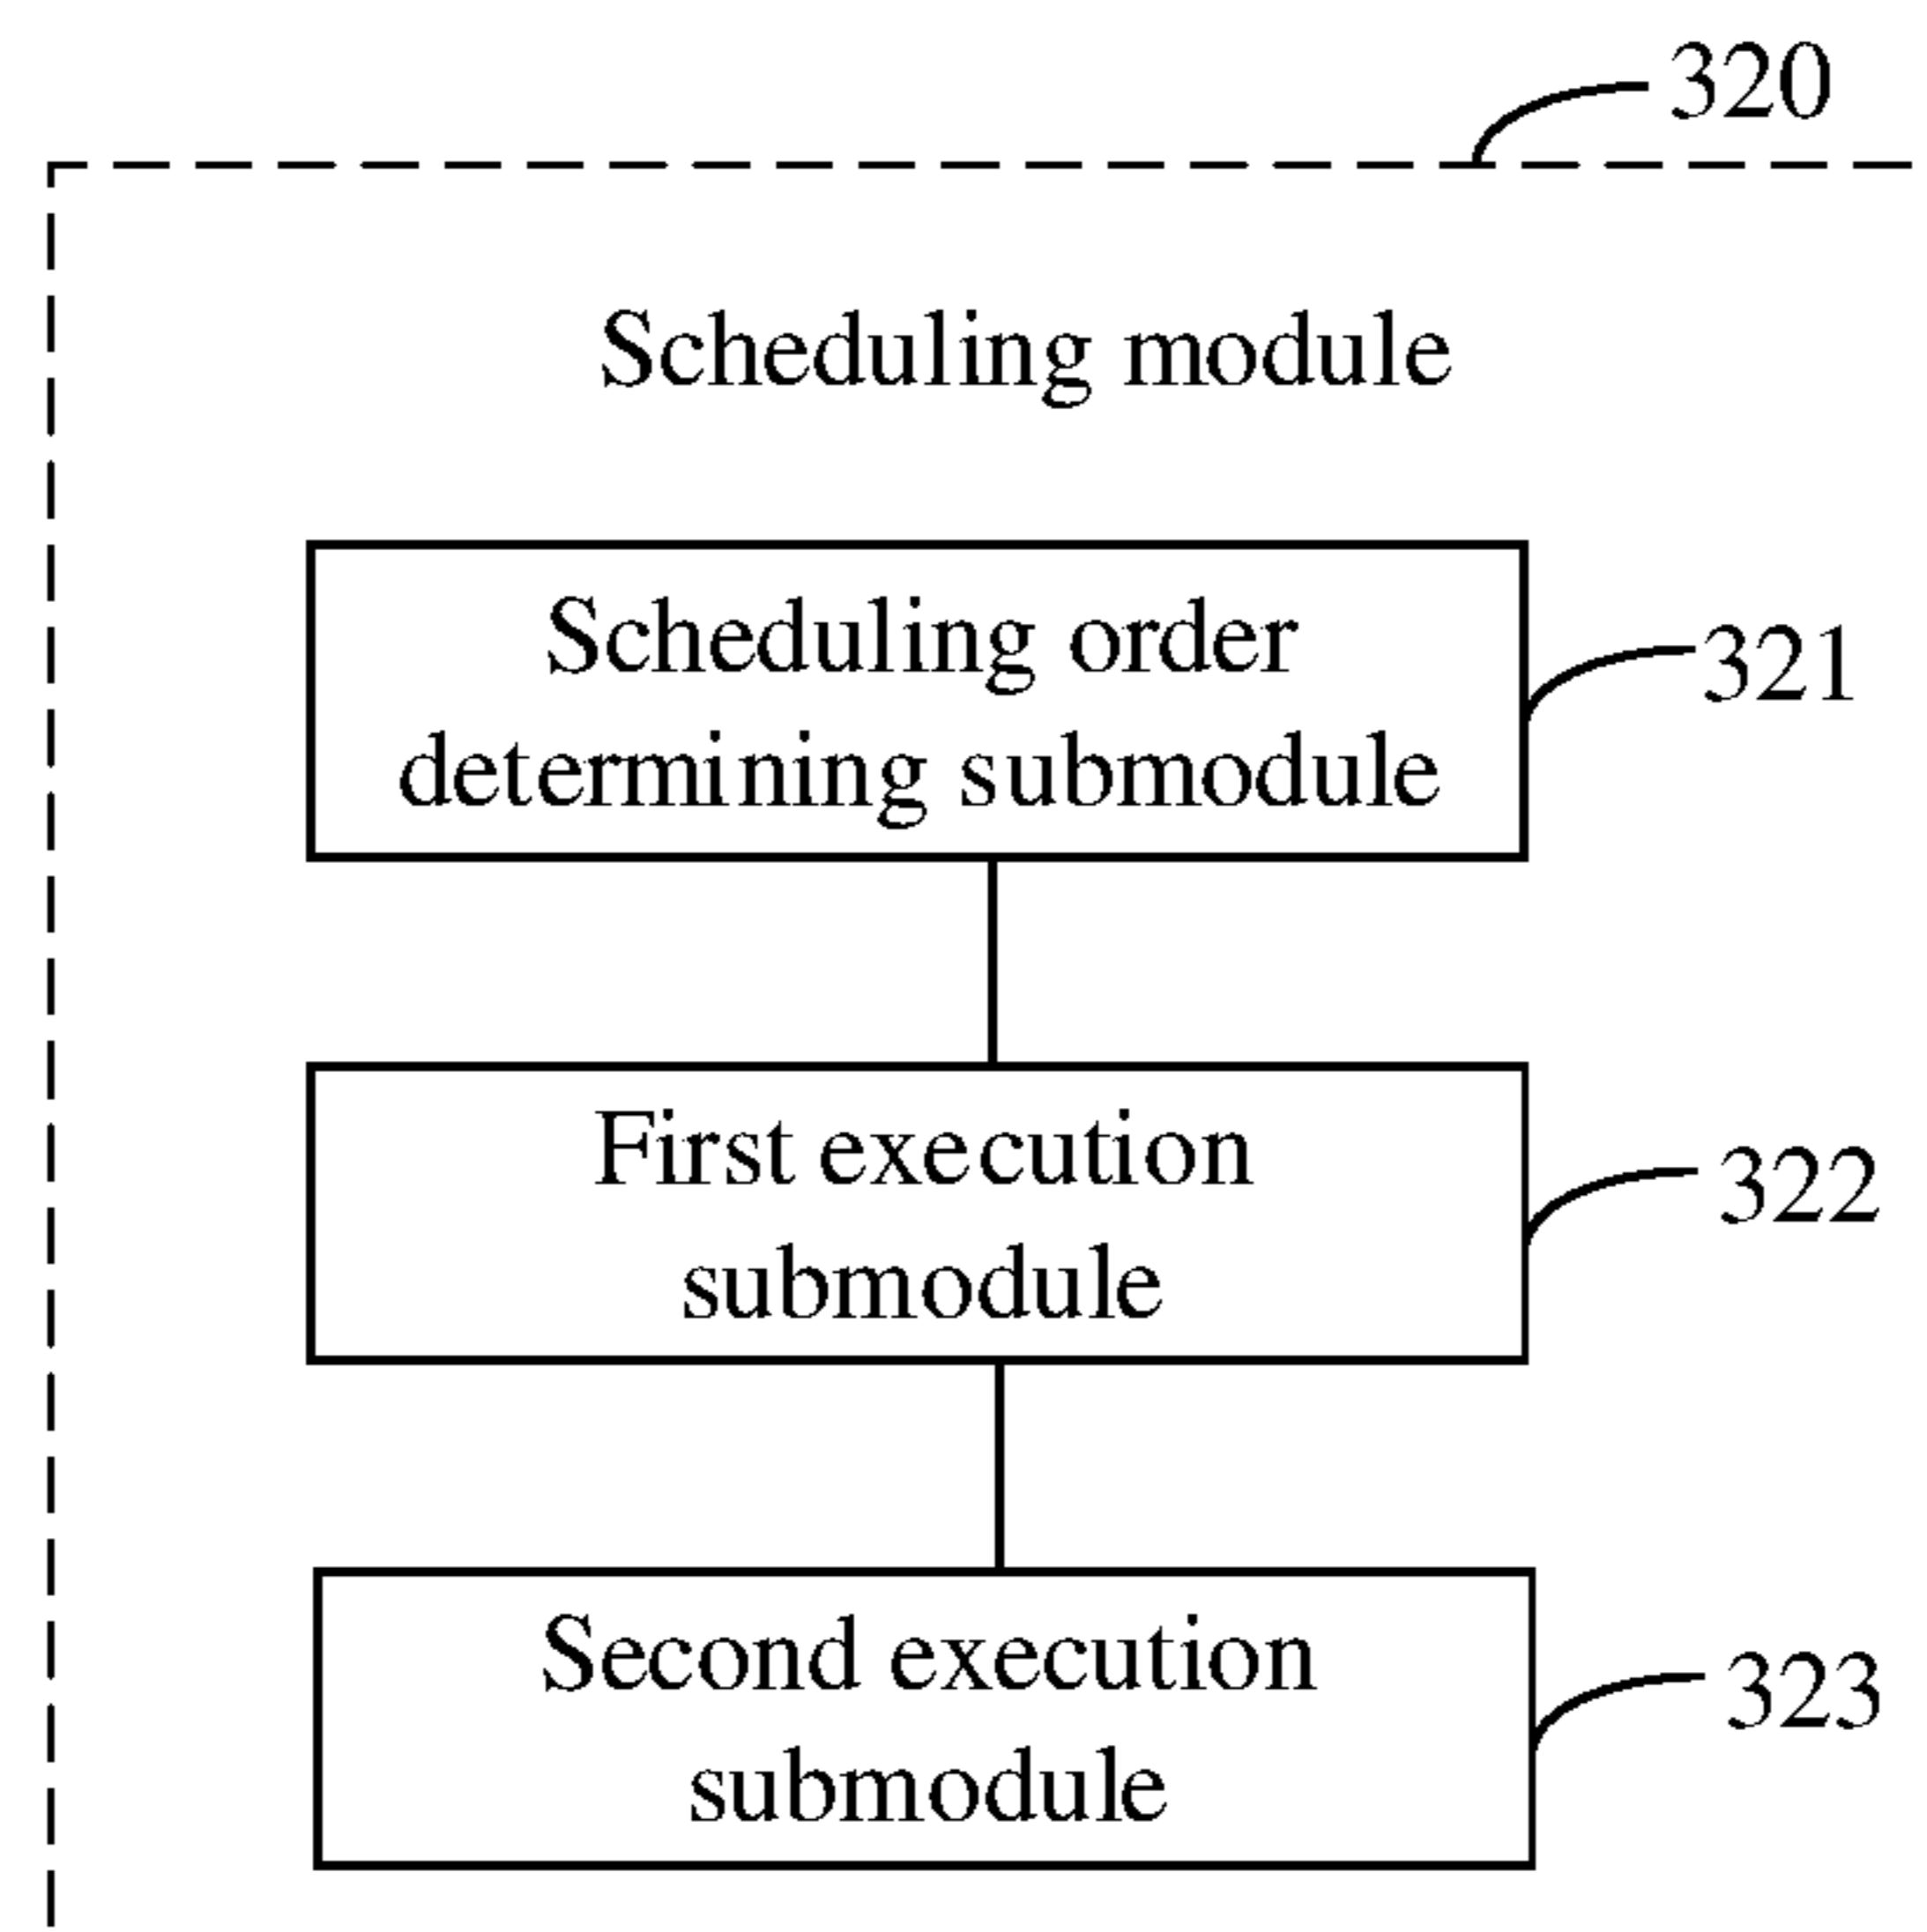 320
Scheduling module
Scheduling order
determining submodule
321
First execution
submodule
322
Second execution
submodule
323